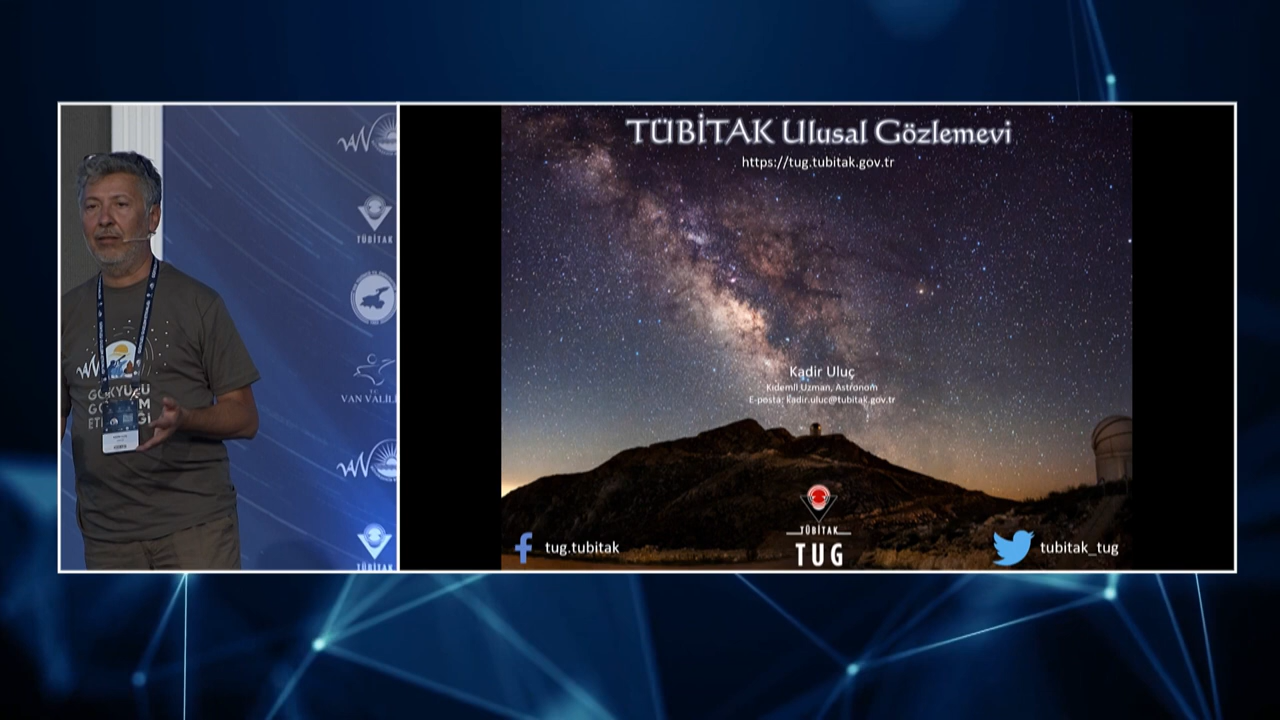 TÜBİTAK Ulusal Gözlemevi
https://tug.tubitak.gov.tr
Kadir Uluç
Kıdemli Uzman, Astronom
E-posta: kadir.uluc@tubitak.gov.tr
TÜBİTAK
TUG
tug.tubitak
tubitak_tug
TÜBİTAK
VAN VALİLİ
TÜBİTAK